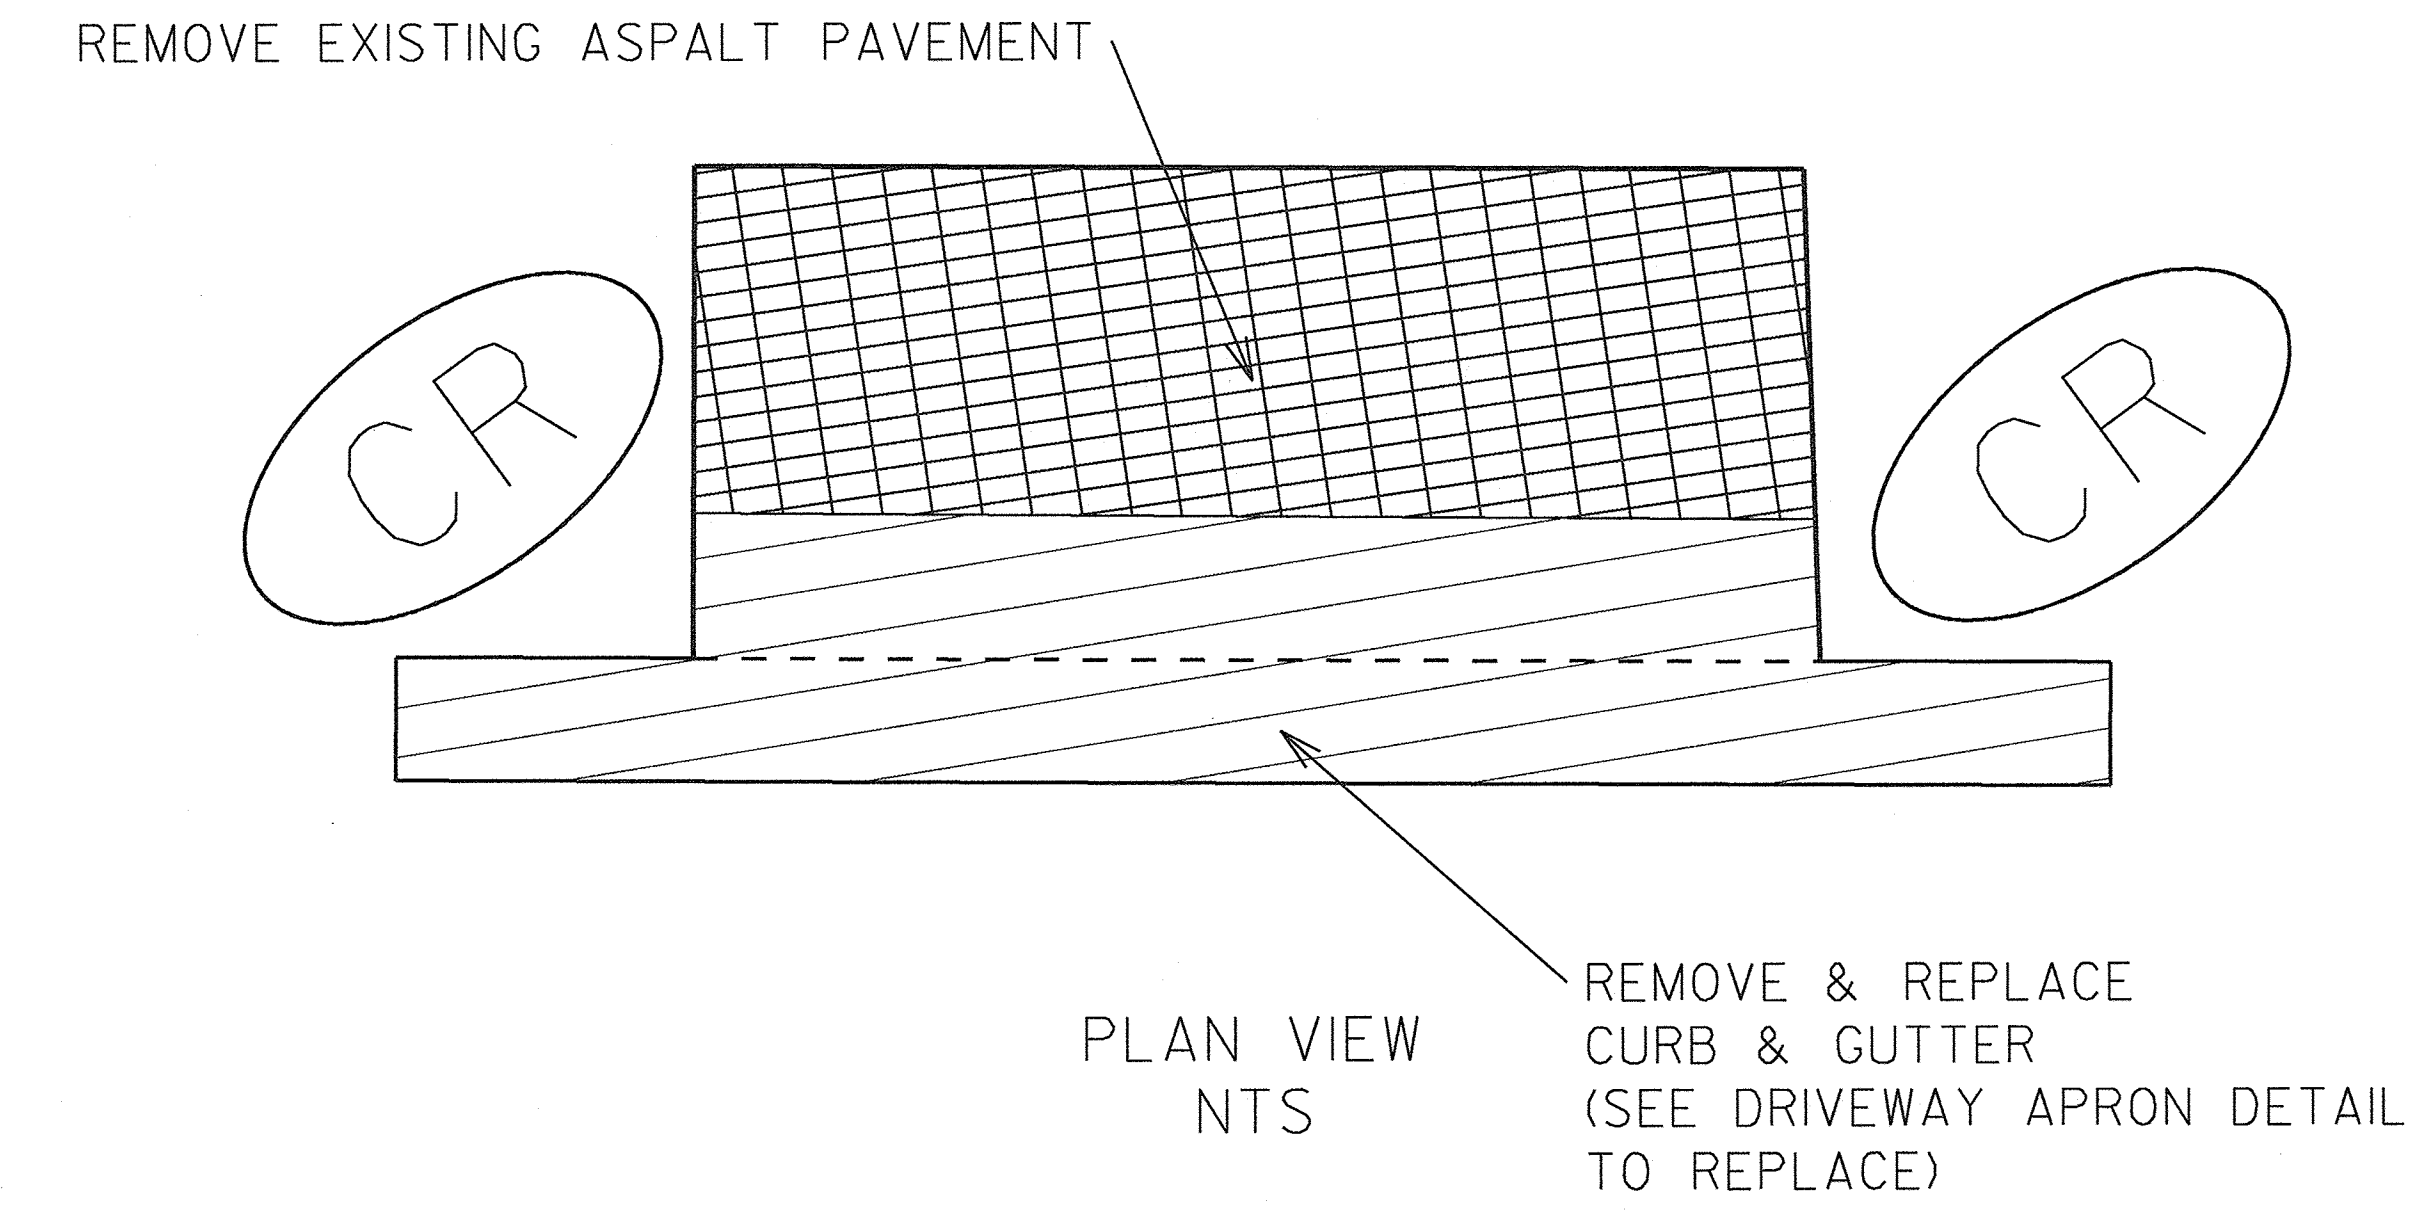 REMOVE EXISTING ASPALT PAVEMENT
CR
CR
REMOVE & REPLACE
CURB & GUTTER
(SEE DRIVEWAY APRON DETAIL
TO REPLACE)
PLAN VIEW
NTS